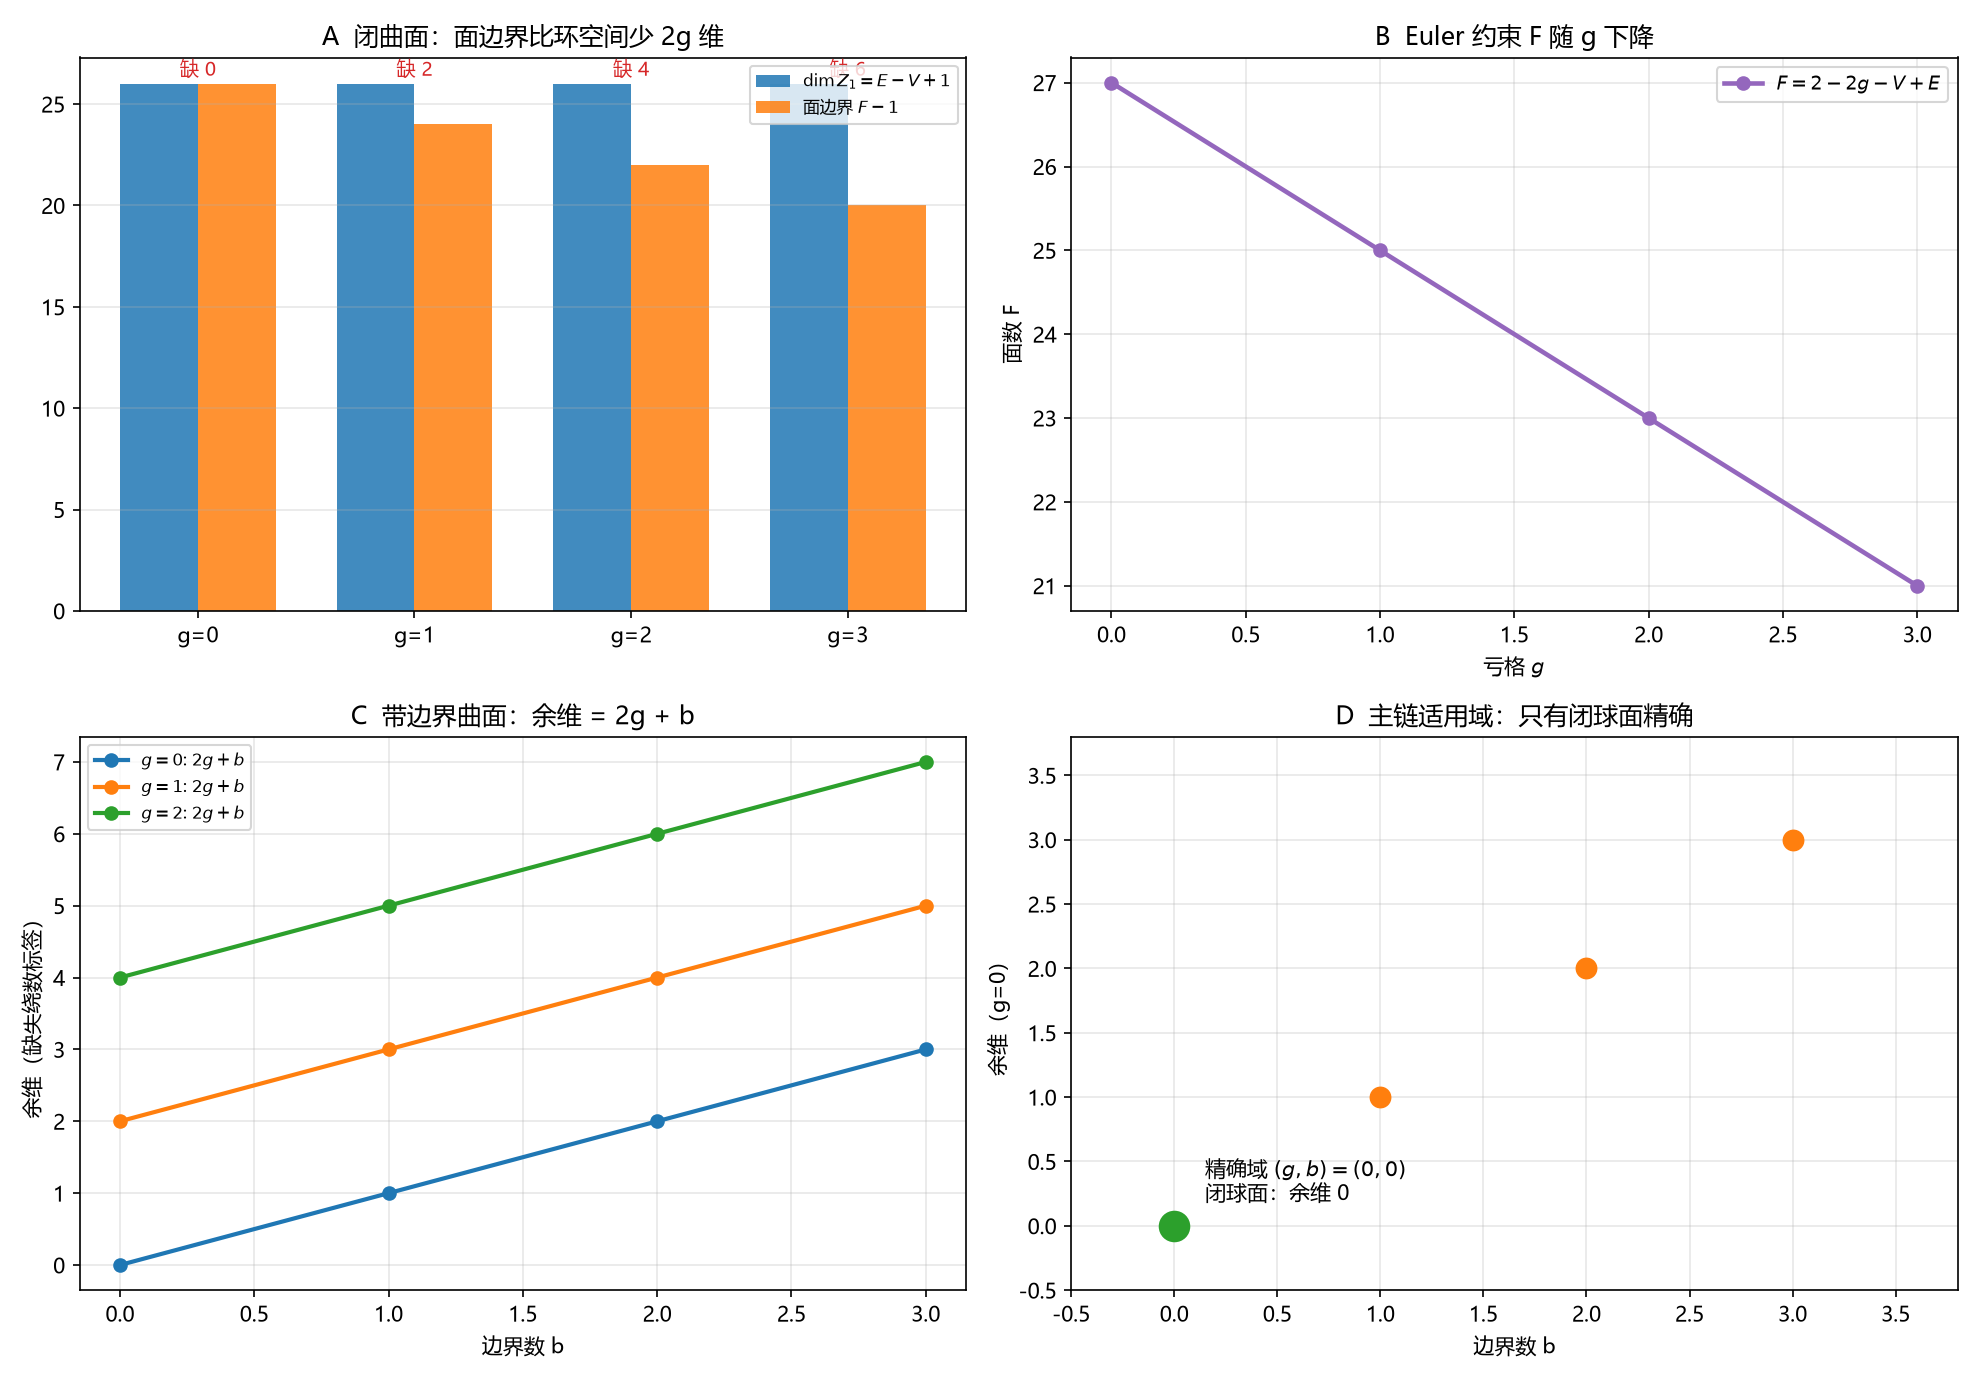 A 闭曲面：面边界比环空间少 2g 维
缺 0
缺 2
缺 4
缺 6
dim Z₁ = E − V + 1
面边界 F − 1
25
20
15
10
5
0
g=0
g=1
g=2
g=3
B Euler 约束 F 随 g 下降
F = 2 − 2g − V + E
面数 F
27
26
25
24
23
22
21
0.0
0.5
1.0
1.5
2.0
2.5
3.0
亏格 g
C 带边界曲面：余维 = 2g + b
g = 0: 2g + b
g = 1: 2g + b
g = 2: 2g + b
余维（缺失绕数标签）
7
6
5
4
3
2
1
0
0.0
0.5
1.0
1.5
2.0
2.5
3.0
边界数 b
D 主链适用域：只有闭球面精确
余维（g=0）
3.5
3.0
2.5
2.0
1.5
1.0
0.5
0.0
-0.5
精确域 (g, b) = (0, 0)
闭球面：余维 0
-0.5
0.0
0.5
1.0
1.5
2.0
2.5
3.0
3.5
边界数 b